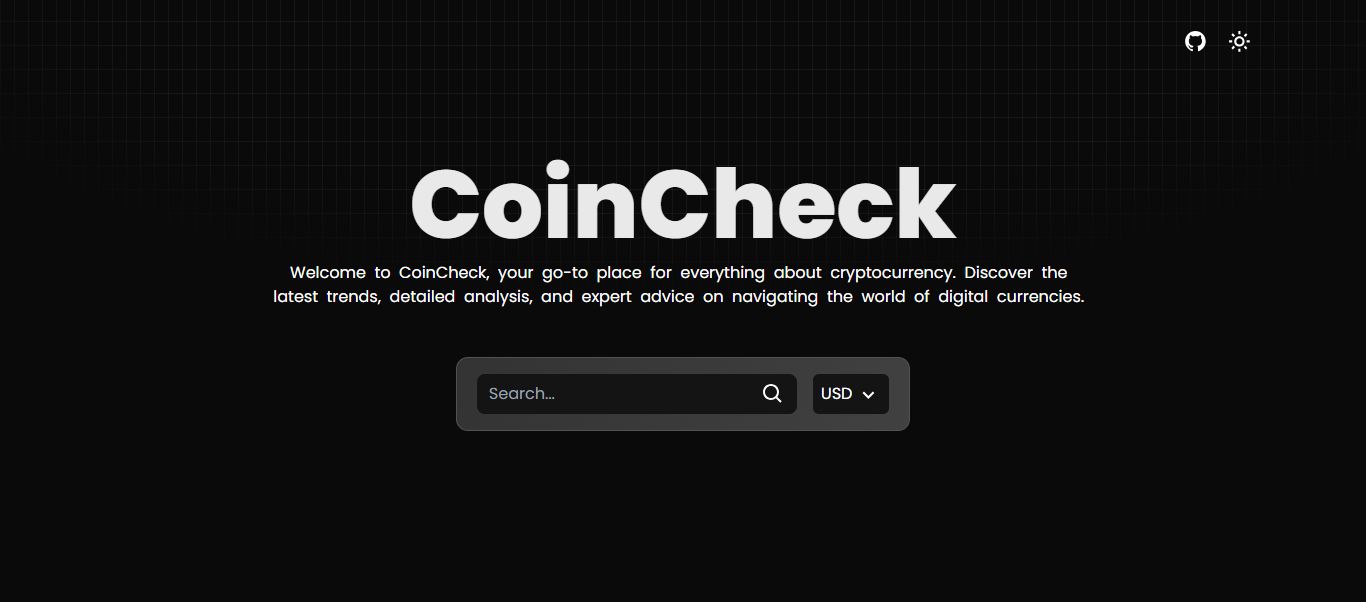 CoinCheck
Welcome to CoinCheck, your go-to place for everything about cryptocurrency. Discover the
latest trends, detailed analysis, and expert advice on navigating the world of digital currencies.
Search...
USD